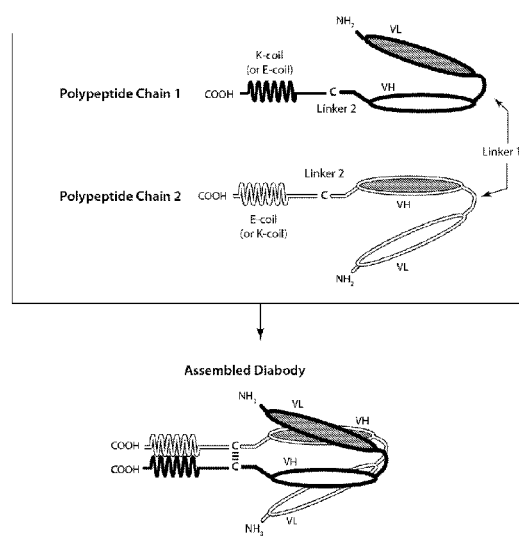 NH2
VL
K-coil
(or E-coil)
Polypeptide Chain 1
COOH
C
VH
Linker 2
Linker 1
Linker 2
Polypeptide Chain 2
COOH
C
VH
E-coil
(or K-coil)
VL
NH2
Assembled Diabody
NH2
VL
VH
COOH
C
VH
COOH
C
VL
NH2